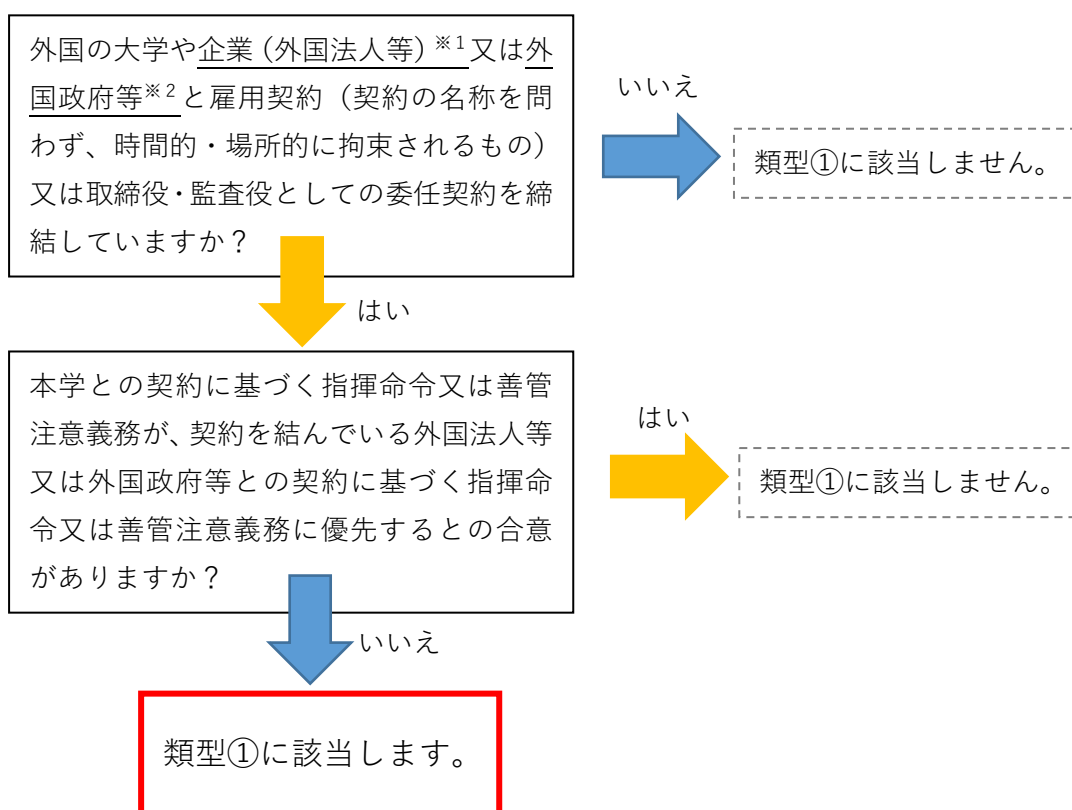 外国の大学や企業（外国法人等）※1又は外
国政府等※2と雇用契約（契約の名称を問
わず、時間的・場所的に拘束されるもの）
又は取締役・監査役としての委任契約を締
結していますか？
いいえ
類型①に該当しません。
はい
本学との契約に基づく指揮命令又は善管
注意義務が、契約を結んでいる外国法人等
又は外国政府等との契約に基づく指揮命
令又は善管注意義務に優先するとの合意
がありますか？
はい
類型①に該当しません。
いいえ
類型①に該当します。